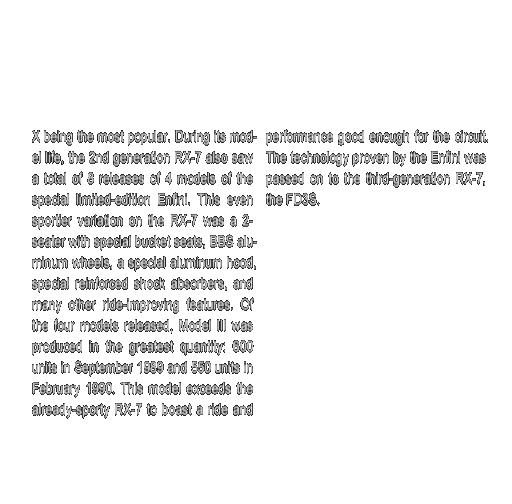 X being the most popular. During its mod-
el life, the 2nd generation RX-7 also saw
a total of 8 releases of 4 models of the
special limited-edition Enfini. This even
sportier variation on the RX-7 was a 2-
seater with special bucket seats, BBS alu-
minum wheels, a special aluminum hood,
special reinforced shock absorbers, and
many other ride-improving features. Of
the four models released, Model III was
produced in the greatest quantity: 600
units in September 1989 and 550 units in
February 1990. This model exceeds the
already-sporty RX-7 to boast a ride and
performance good enough for the circuit.
The technology proven by the Enfini was
passed on to the third-generation RX-7,
the FD3S.